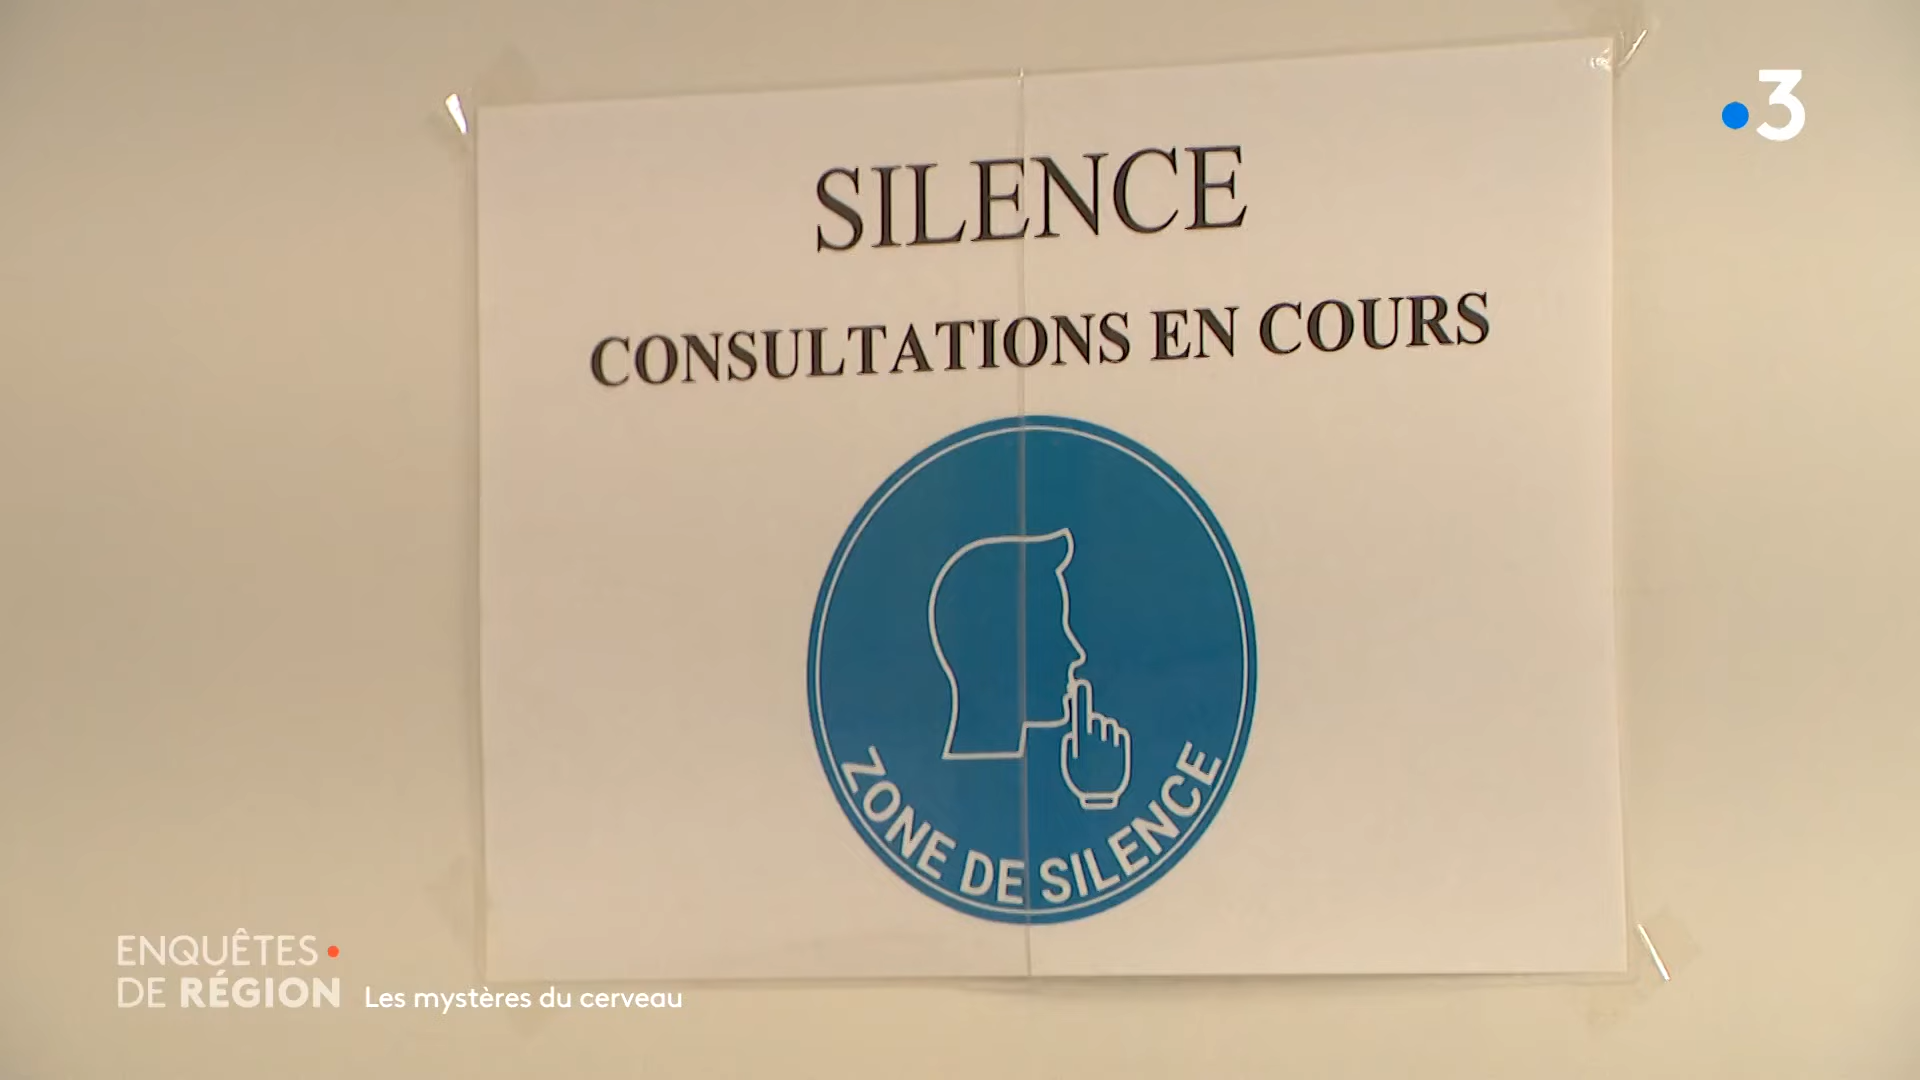 3
SILENCE
CONSULTATIONS EN COURS
ZONE DE SILENCE
ENQUÊTES
DE RÉGION
Les mystères du cerveau